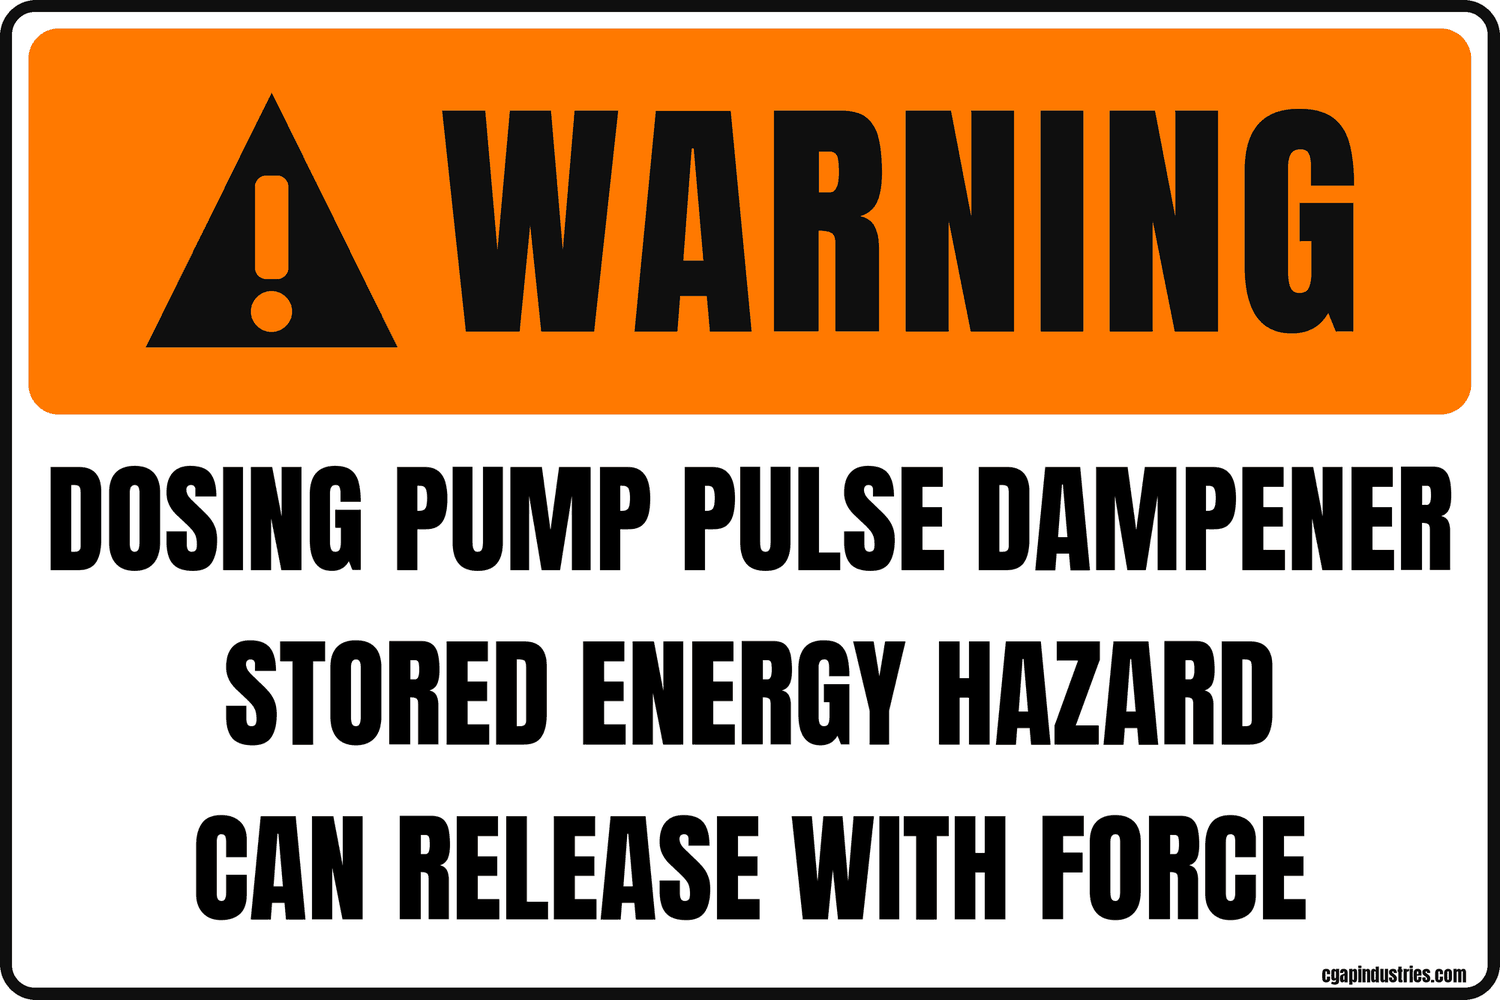 WARNING
DOSING PUMP PULSE DAMPENER
STORED ENERGY HAZARD
CAN RELEASE WITH FORCE
cgapindustries.com